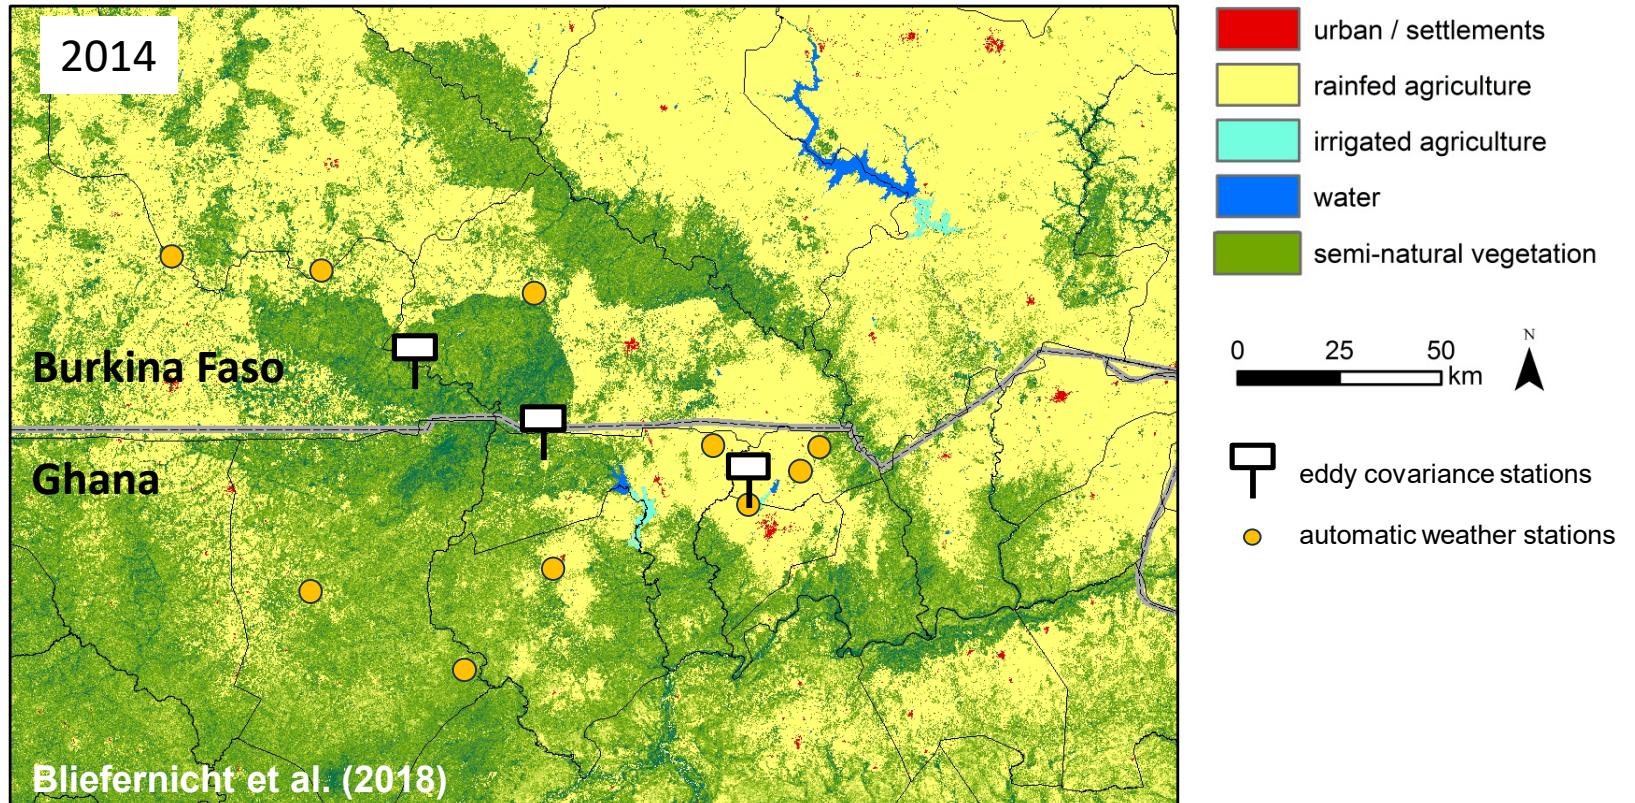 2014
Burkina Faso
Ghana
Bliefernicht et al. (2018)
urban / settlements
rainfed agriculture
irrigated agriculture
water
semi-natural vegetation
0 25 50
km
N
eddy covariance stations
automatic weather stations